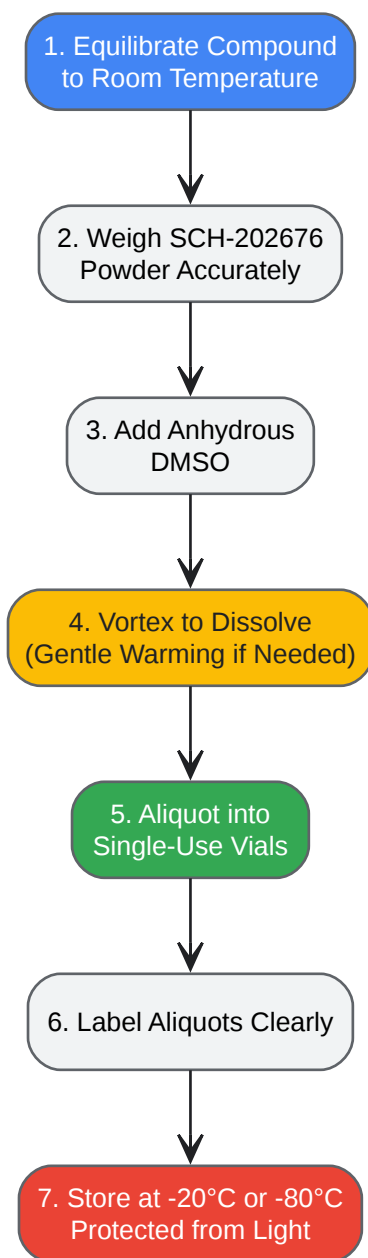 1. Equilibrate Compound
to Room Temperature
2. Weigh SCH-202676
Powder Accurately
3. Add Anhydrous
DMSO
4. Vortex to Dissolve
(Gentle Warming if Needed)
5. Aliquot into
Single-Use Vials
6. Label Aliquots Clearly
7. Store at -20°C or -80°C
Protected from Light